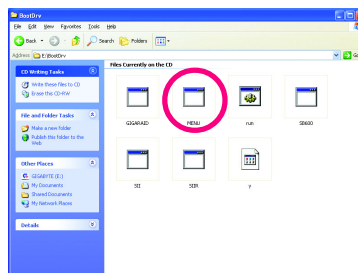 BootDrv
File Edit View Favorites Tools Help
Back Search Folders
Address E:\BootDrv Go
Files Currently on the CD
CD Writing Tasks
Write these files to CD
Erase this CD-RW
GIGARAID MENU run SB600
File and Folder Tasks
Make a new folder
Publish this folder to the
Web
Other Places
GIGABYTE (E:)
My Documents
Shared Documents
My Network Places
SII SIIR y
Details